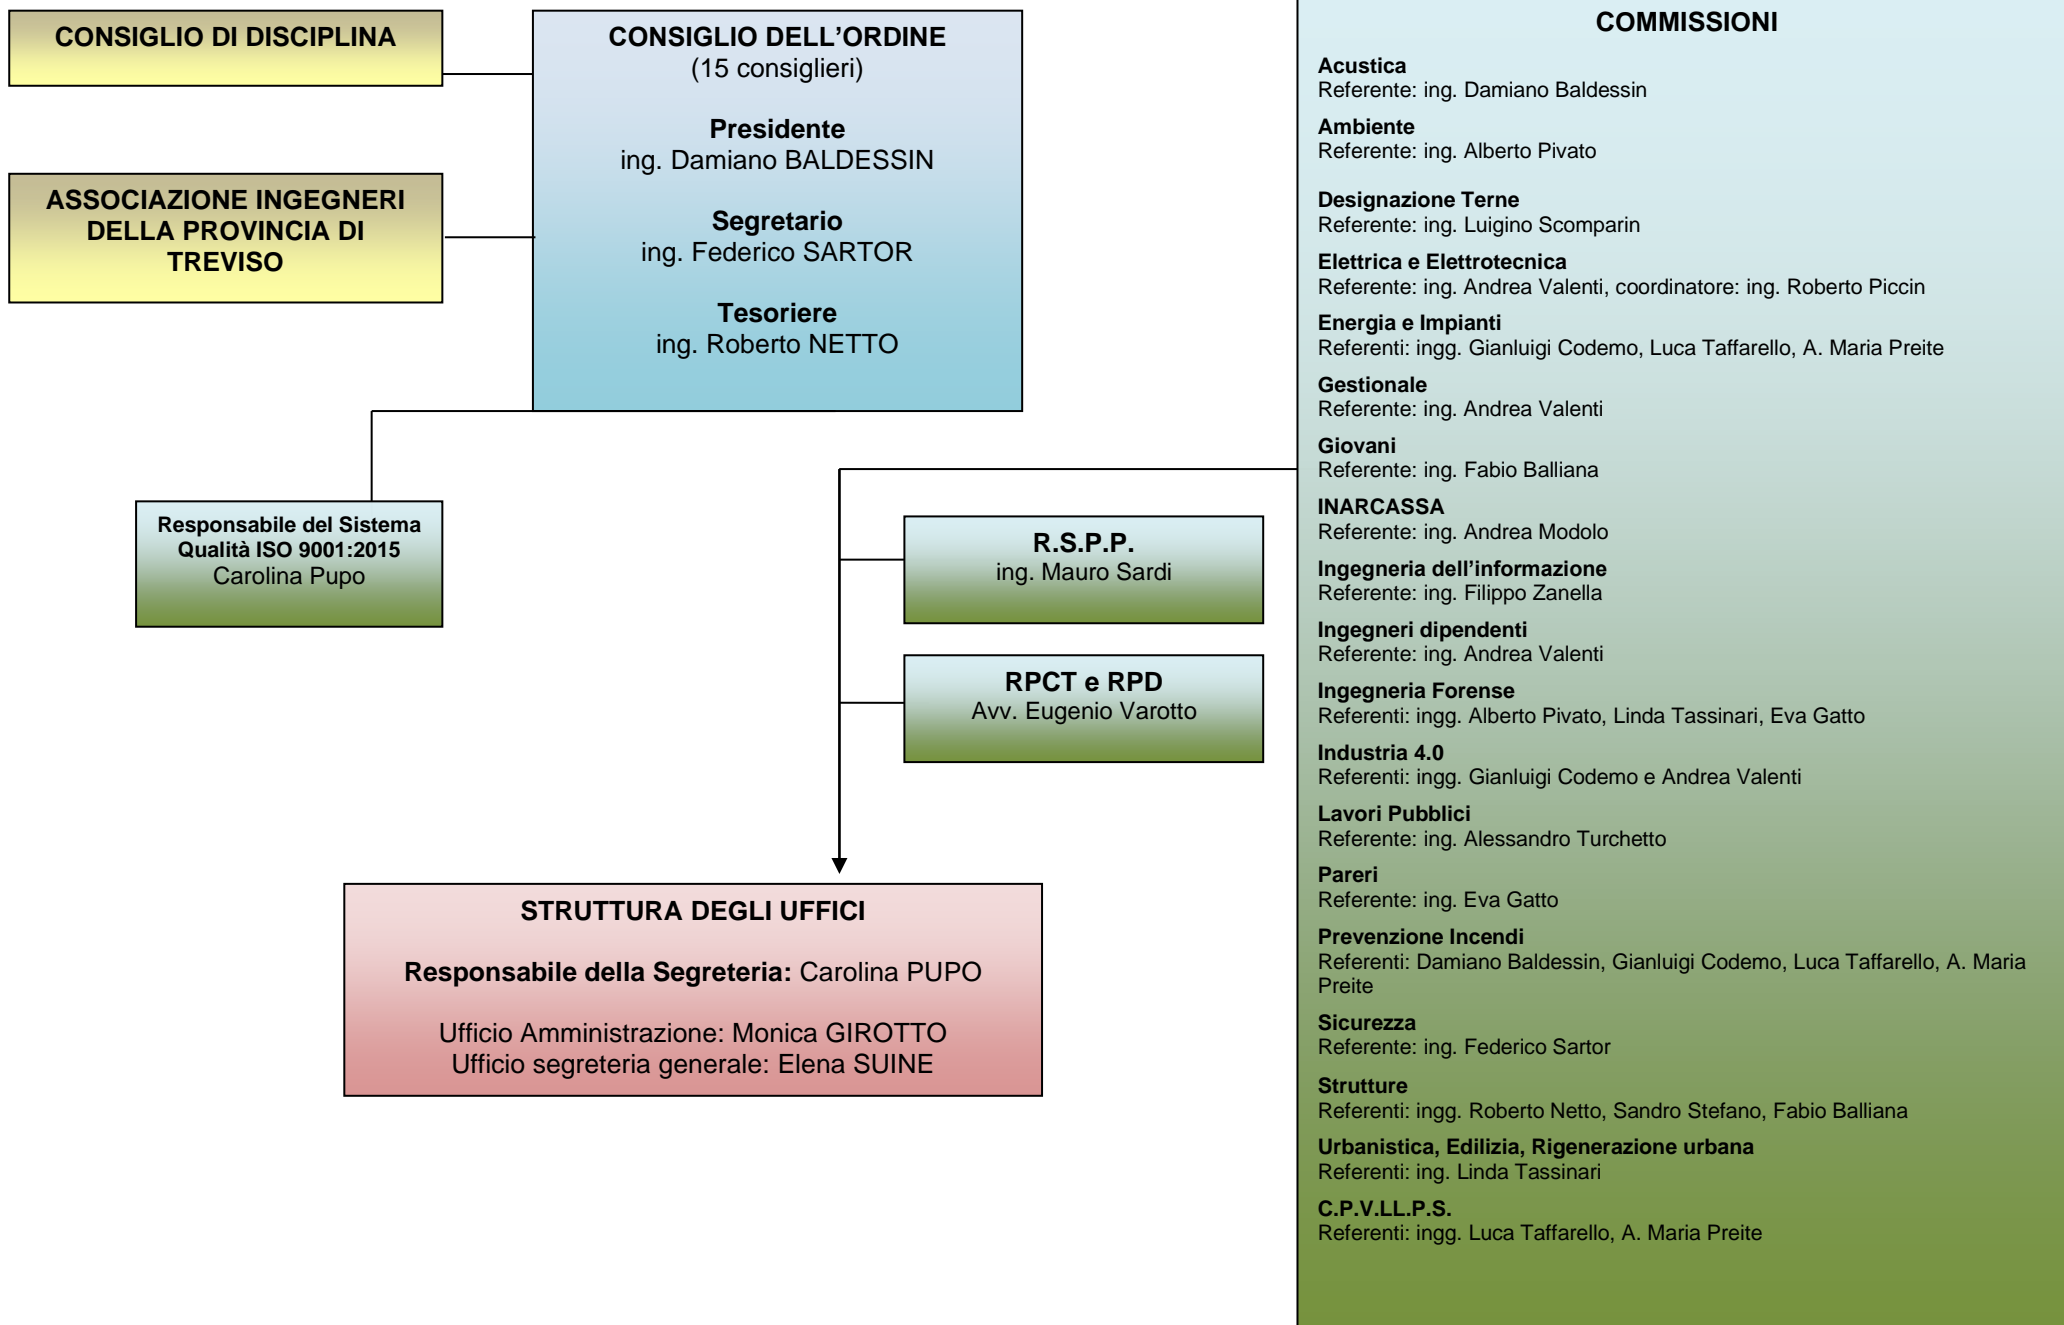 CONSIGLIO DI DISCIPLINA
ASSOCIAZIONE INGEGNERI
DELLA PROVINCIA DI
TREVISO
CONSIGLIO DELL’ORDINE
(15 consiglieri)
Presidente
ing. Damiano BALDESSIN
Segretario
ing. Federico SARTOR
Tesoriere
ing. Roberto NETTO
Responsabile del Sistema
Qualità ISO 9001:2015
Carolina Pupo
R.S.P.P.
ing. Mauro Sardi
RPCT e RPD
Avv. Eugenio Varotto
STRUTTURA DEGLI UFFICI
Responsabile della Segreteria: Carolina PUPO
Ufficio Amministrazione: Monica GIROTTO
Ufficio segreteria generale: Elena SUINE
COMMISSIONI
Acustica
Referente: ing. Damiano Baldessin
Ambiente
Referente: ing. Alberto Pivato
Designazione Terne
Referente: ing. Luigino Scomparin
Elettrica e Elettrotecnica
Referente: ing. Andrea Valenti, coordinatore: ing. Roberto Piccin
Energia e Impianti
Referenti: ingg. Gianluigi Codemo, Luca Taffarello, A. Maria Preite
Gestionale
Referente: ing. Andrea Valenti
Giovani
Referente: ing. Fabio Balliana
INARCASSA
Referente: ing. Andrea Modolo
Ingegneria dell’informazione
Referente: ing. Filippo Zanella
Ingegneri dipendenti
Referente: ing. Andrea Valenti
Ingegneria Forense
Referenti: ingg. Alberto Pivato, Linda Tassinari, Eva Gatto
Industria 4.0
Referenti: ingg. Gianluigi Codemo e Andrea Valenti
Lavori Pubblici
Referente: ing. Alessandro Turchetto
Pareri
Referente: ing. Eva Gatto
Prevenzione Incendi
Referenti: Damiano Baldessin, Gianluigi Codemo, Luca Taffarello, A. Maria
Preite
Sicurezza
Referente: ing. Federico Sartor
Strutture
Referenti: ingg. Roberto Netto, Sandro Stefano, Fabio Balliana
Urbanistica, Edilizia, Rigenerazione urbana
Referenti: ing. Linda Tassinari
C.P.V.LL.P.S.
Referenti: ingg. Luca Taffarello, A. Maria Preite